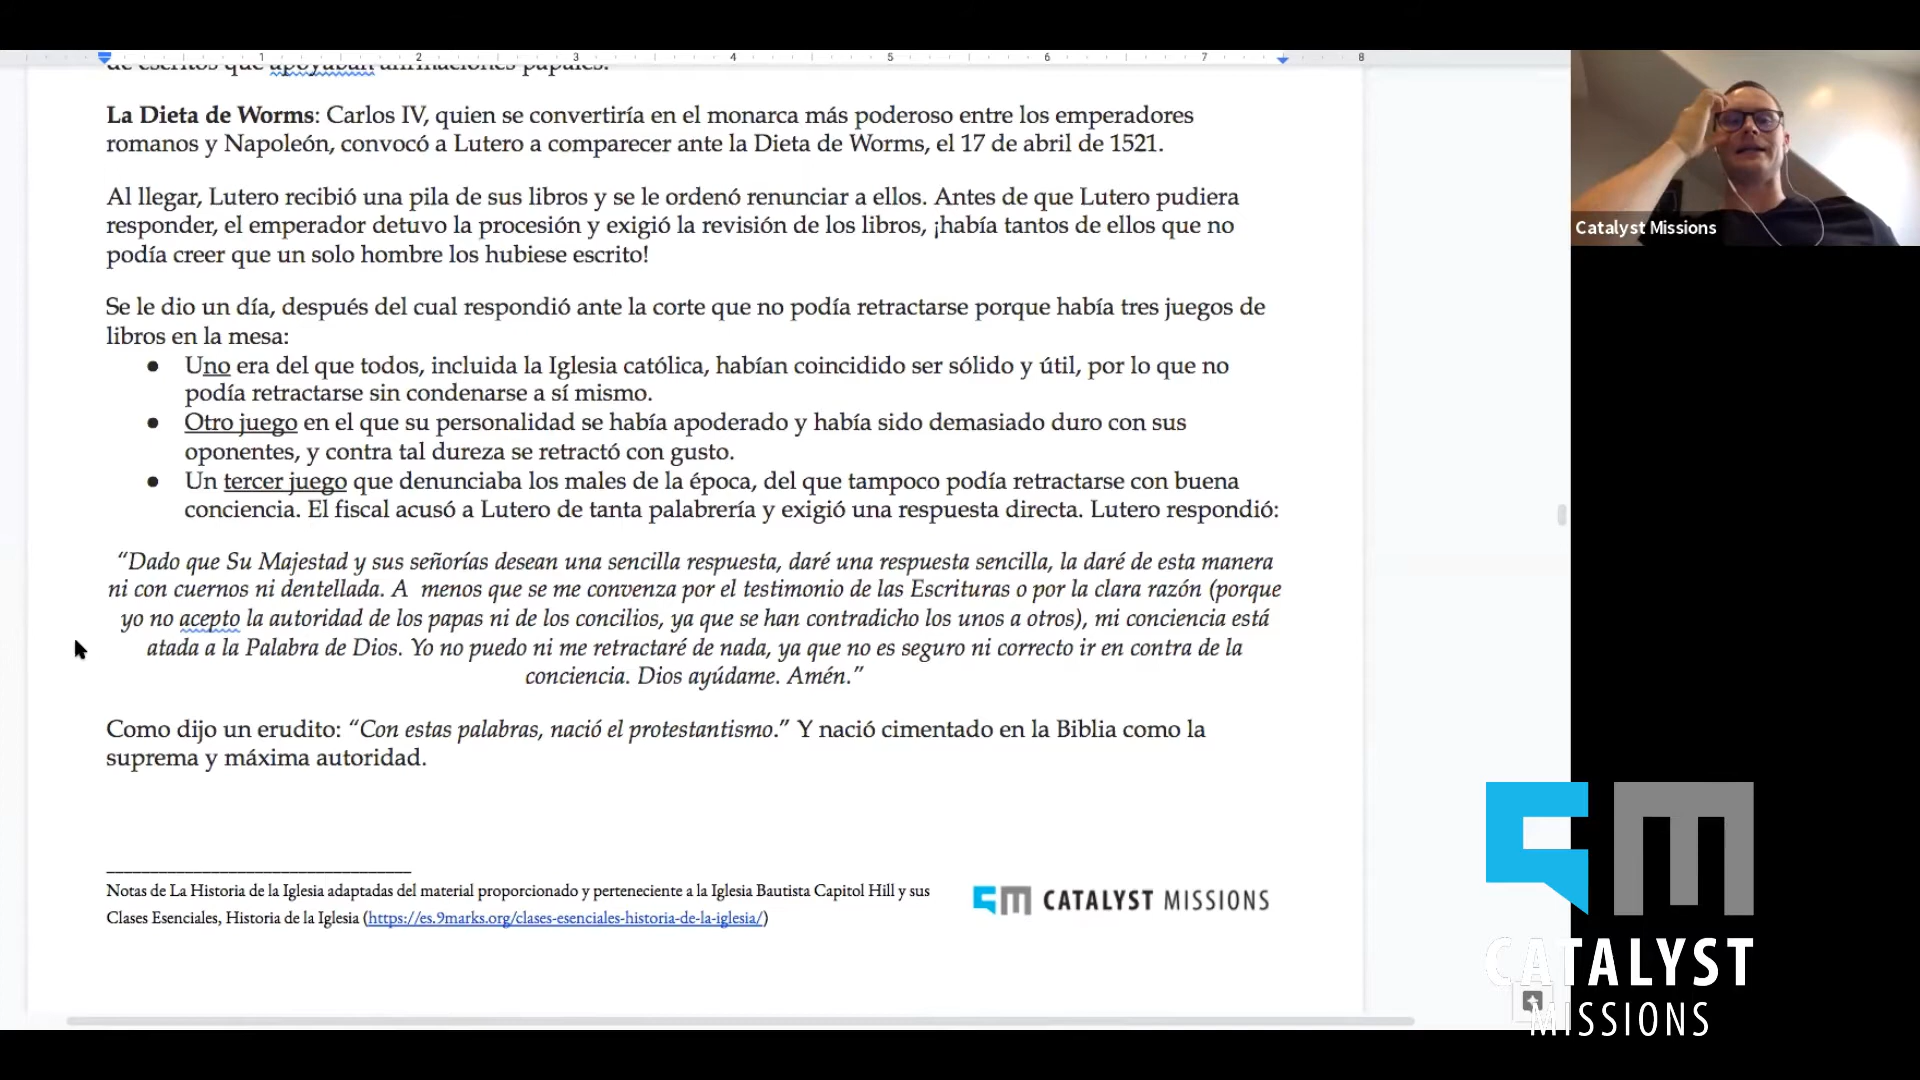 1 2 3 4 5 6 7 8
de escritos que apoyaban afirmaciones papales.
La Dieta de Worms: Carlos IV, quien se convertiría en el monarca más poderoso entre los emperadores
romanos y Napoleón, convocó a Lutero a comparecer ante la Dieta de Worms, el 17 de abril de 1521.
Al llegar, Lutero recibió una pila de sus libros y se le ordenó renunciar a ellos. Antes de que Lutero pudiera
responder, el emperador detuvo la procesión y exigió la revisión de los libros, ¡había tantos de ellos que no
podía creer que un solo hombre los hubiese escrito!
Se le dio un día, después del cual respondió ante la corte que no podía retractarse porque había tres juegos de
libros en la mesa:
● Uno era del que todos, incluida la Iglesia católica, habían coincidido ser sólido y útil, por lo que no
podía retractarse sin condenarse a sí mismo.
● Otro juego en el que su personalidad se había apoderado y había sido demasiado duro con sus
oponentes, y contra tal dureza se retractó con gusto.
● Un tercer juego que denunciaba los males de la época, del que tampoco podía retractarse con buena
conciencia. El fiscal acusó a Lutero de tanta palabrería y exigió una respuesta directa. Lutero respondió:
“Dado que Su Majestad y sus señorías desean una sencilla respuesta, daré una respuesta sencilla, la daré de esta manera
ni con cuernos ni dentellada. A menos que se me convenza por el testimonio de las Escrituras o por la clara razón (porque
yo no acepto la autoridad de los papas ni de los concilios, ya que se han contradicho los unos a otros), mi conciencia está
atada a la Palabra de Dios. Yo no puedo ni me retractaré de nada, ya que no es seguro ni correcto ir en contra de la
conciencia. Dios ayúdame. Amén.”
Como dijo un erudito: “Con estas palabras, nació el protestantismo.” Y nació cimentado en la Biblia como la
suprema y máxima autoridad.
Notas de La Historia de la Iglesia adaptadas del material proporcionado y perteneciente a la Iglesia Bautista Capitol Hill y sus
Clases Esenciales, Historia de la Iglesia (https://es.9marks.org/clases-esenciales-historia-de-la-iglesia/)
CATALYST MISSIONS
Catalyst Missions
CATALYST
MISSIONS